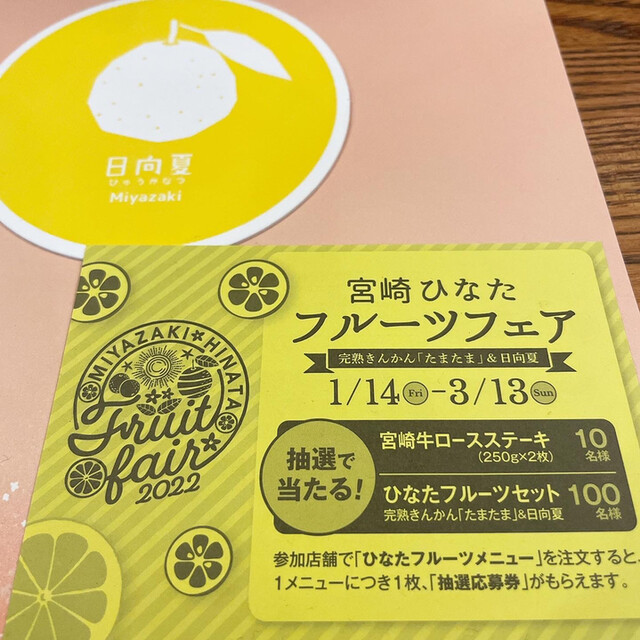 日向夏
ひゅうがなつ
Miyazaki
宮崎ひなた
フルーツフェア
完熟きんかん「たまたま」&日向夏
1/14 Fri -3/13 Sun
MIYAZAKI HINATA
Fruit
fair
2022
抽選で
当たる!
宮崎牛ロースステーキ 10名様
(250g×2枚)
ひなたフルーツセット 100名様
完熟きんかん「たまたま」&日向夏
参加店舗で「ひなたフルーツメニュー」を注文すると、
1メニューにつき1枚、「抽選応募券」がもらえます。